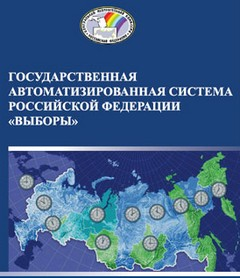 ГОСУДАРСТВЕННАЯ
АВТОМАТИЗИРОВАННАЯ СИСТЕМА
РОССИЙСКОЙ ФЕДЕРАЦИИ
«ВЫБОРЫ»